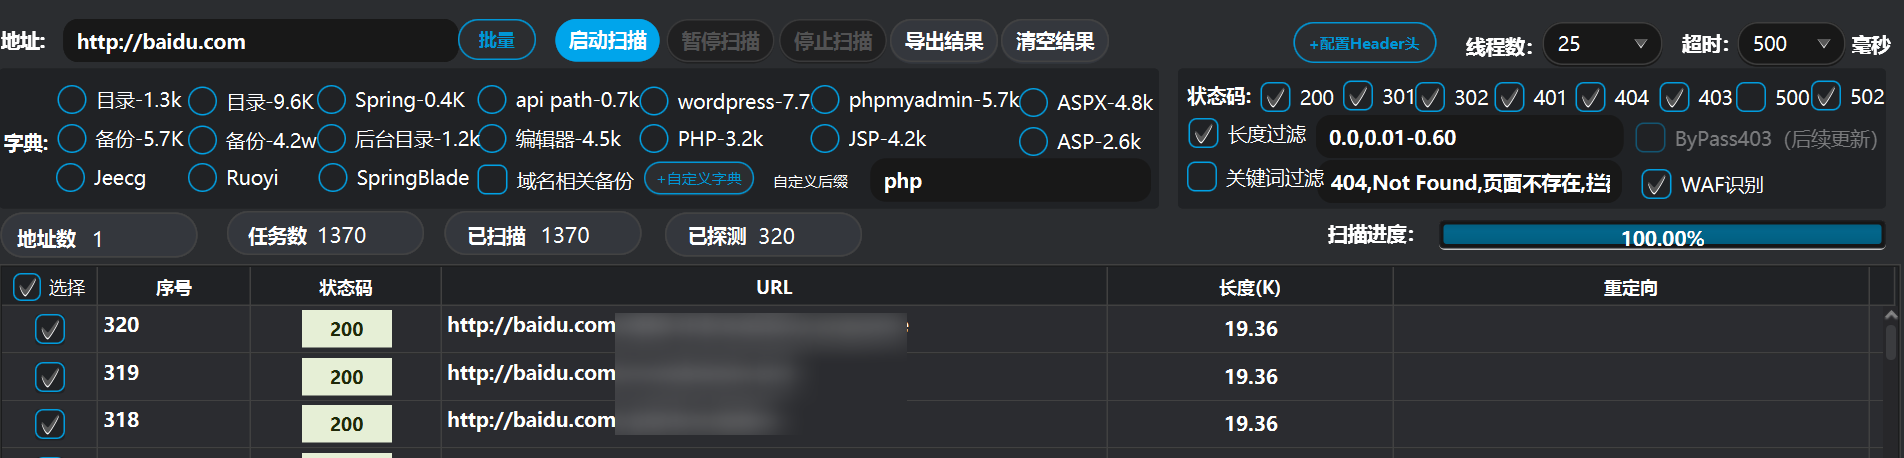 地址: http://baidu.com 批量 启动扫描 暂停扫描 停止扫描 导出结果 清空结果 +配置Header头 线程数: 25 超时: 500 毫秒
目录-1.3k 目录-9.6K Spring-0.4K api path-0.7k wordpress-7.7 phpmyadmin-5.7k ASPX-4.8k
字典: 备份-5.7K 备份-4.2w 后台目录-1.2k 编辑器-4.5k PHP-3.2k JSP-4.2k ASP-2.6k
Jeecg Ruoyi SpringBlade 域名相关备份 +自定义字典 自定义后缀 php
状态码: 200 301 302 401 404 403 500 502
长度过滤 0.0,0.01-0.60 ByPass403 (后续更新)
关键词过滤 404,Not Found,页面不存在,拦 WAF识别
地址数 1 任务数 1370 已扫描 1370 已探测 320 扫描进度: 100.00%
选择 序号 状态码 URL 长度(K) 重定向
320 200 http://baidu.com 19.36
319 200 http://baidu.com 19.36
318 200 http://baidu.com 19.36